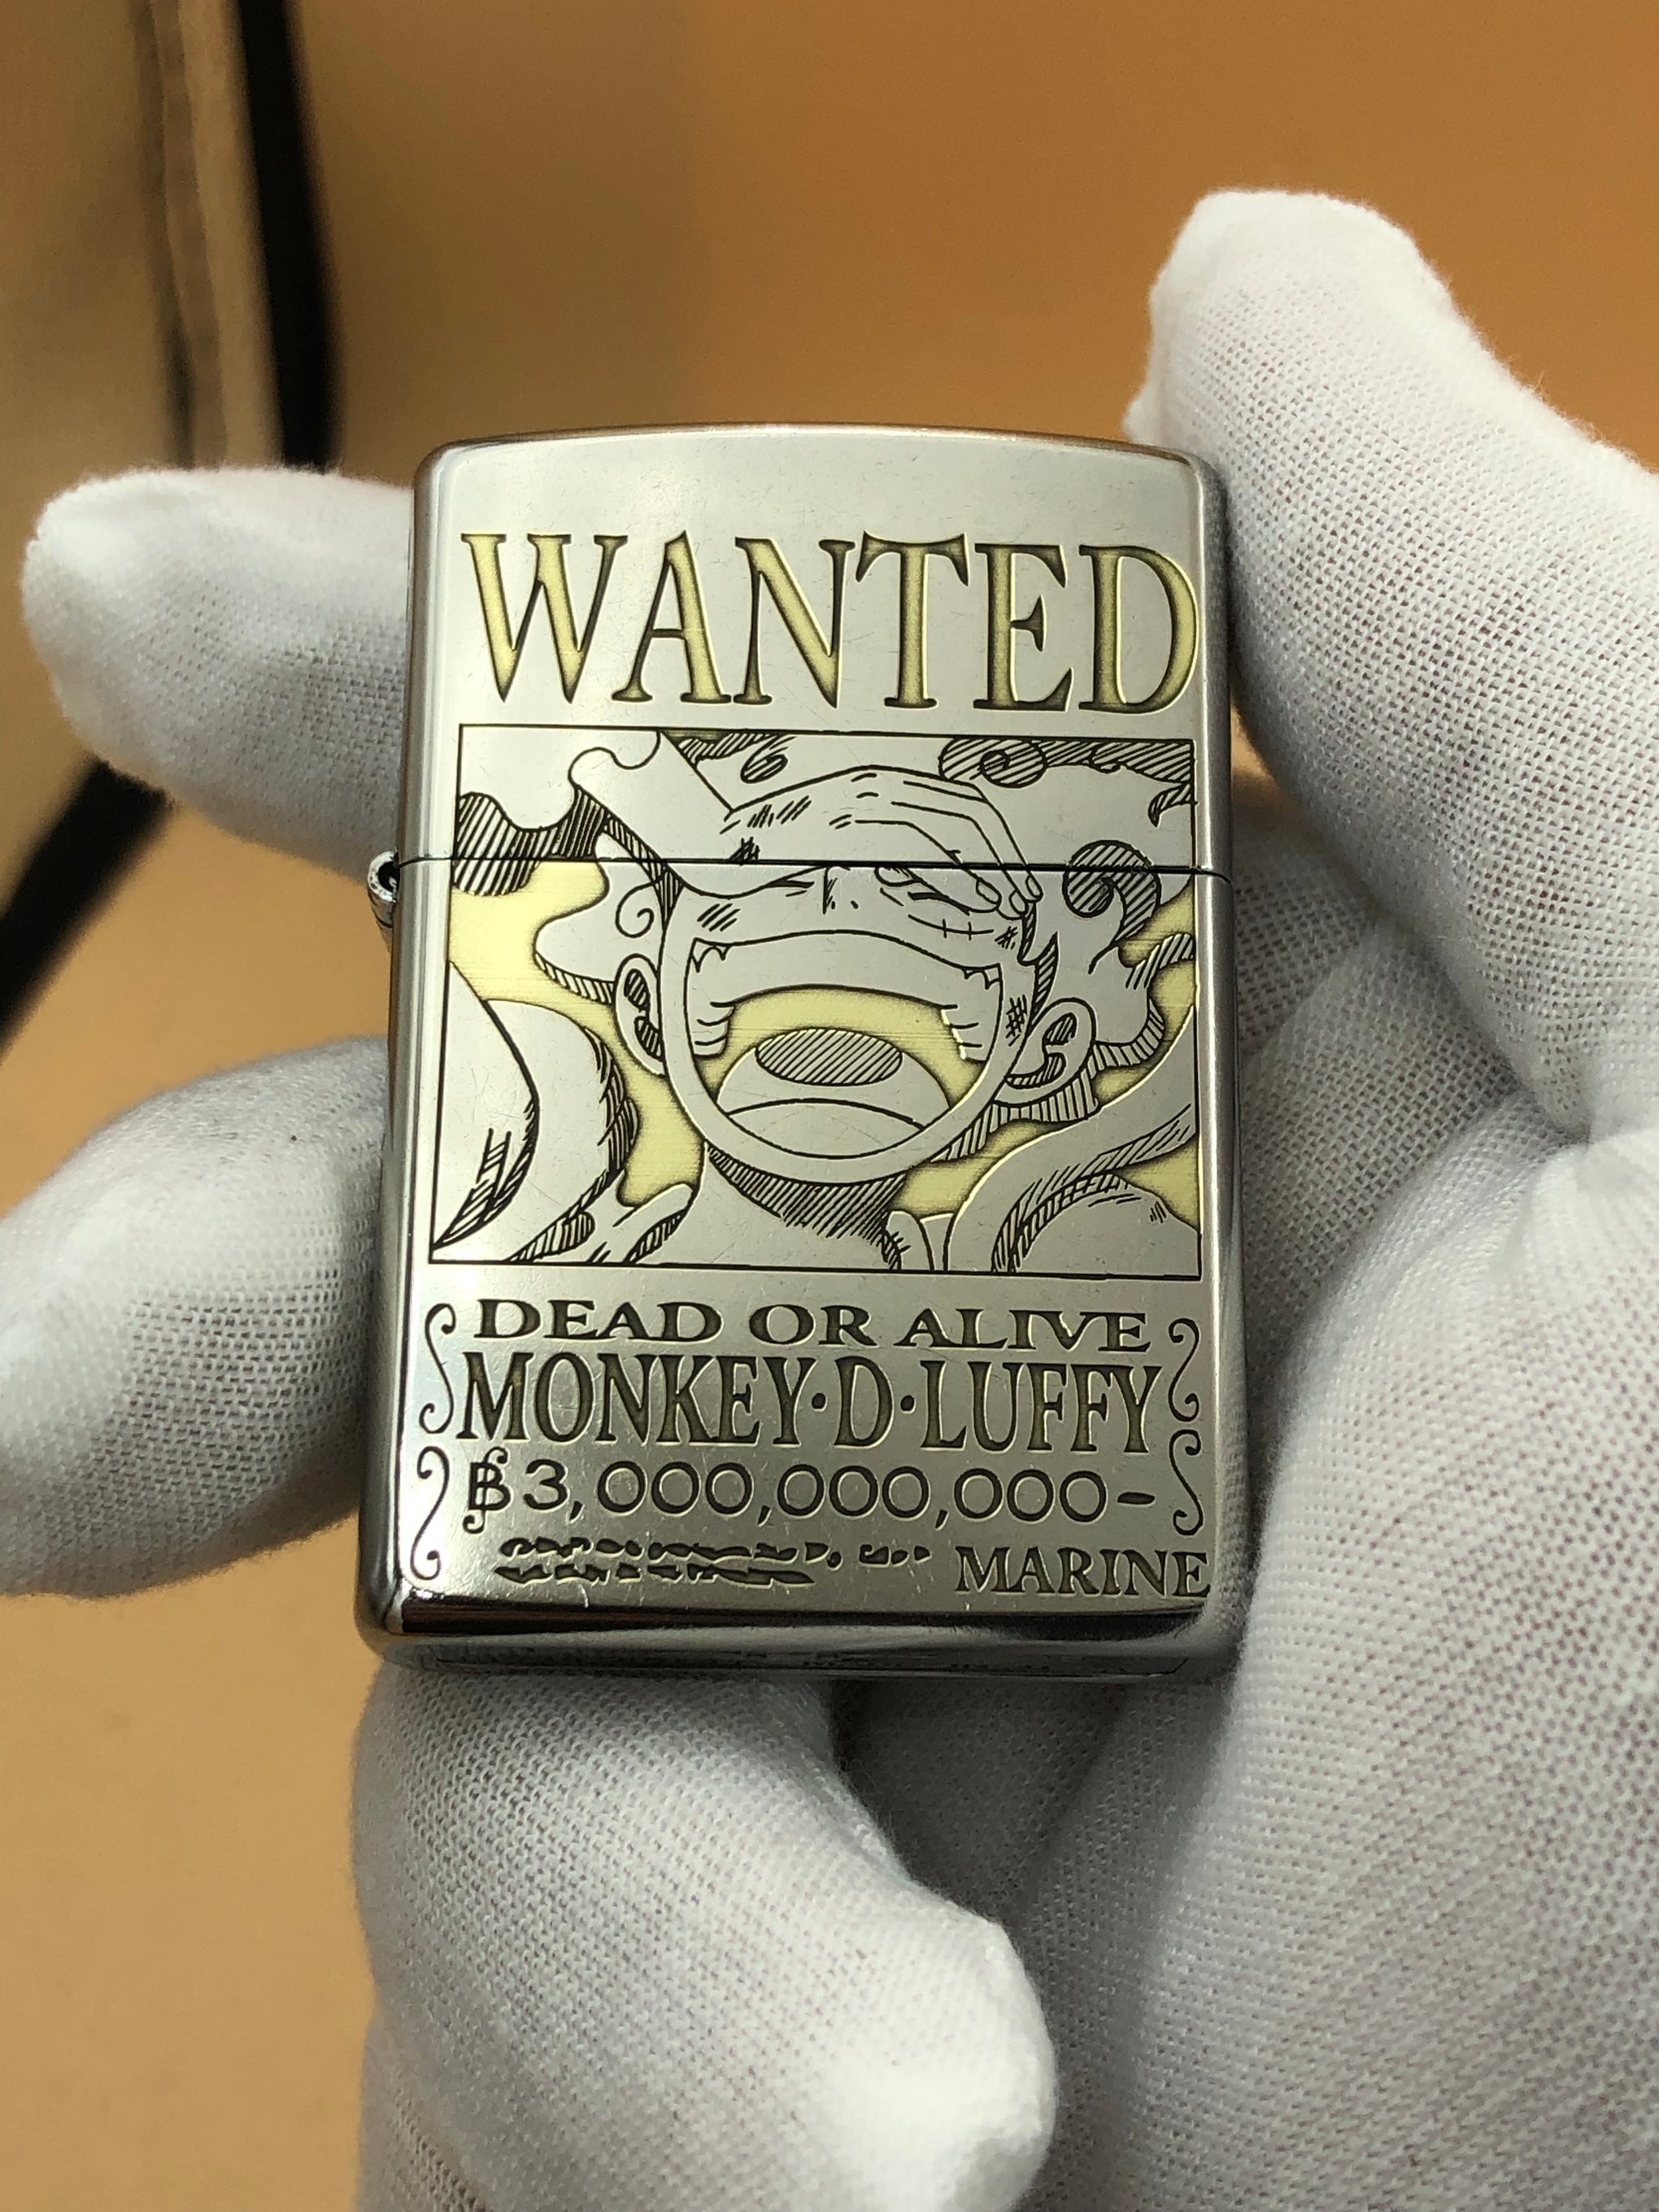 WANTED
DEAD OR ALIVE
MONKEY·D·LUFFY
฿3,000,000,000-
MARINE